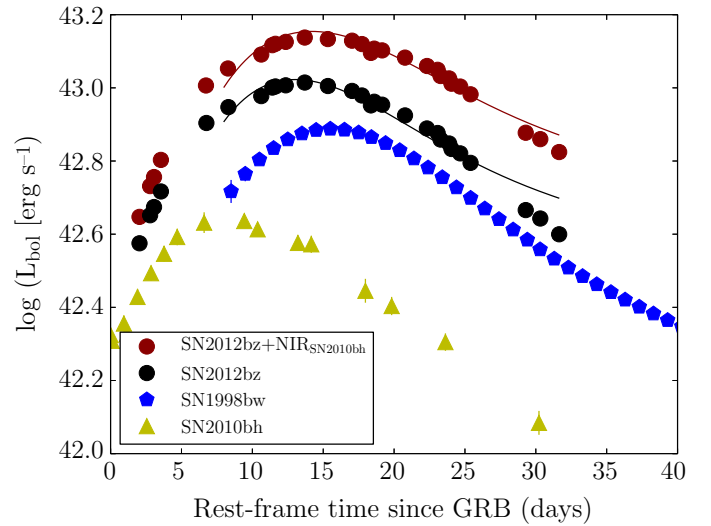 43.2
43.0
42.8
42.6
42.4
42.2
42.0
log (L_bol [erg s⁻¹)
SN2012bz+NIR_SN2010bh
SN2012bz
SN1998bw
SN2010bh
0 5 10 15 20 25 30 35 40
Rest-frame time since GRB (days)